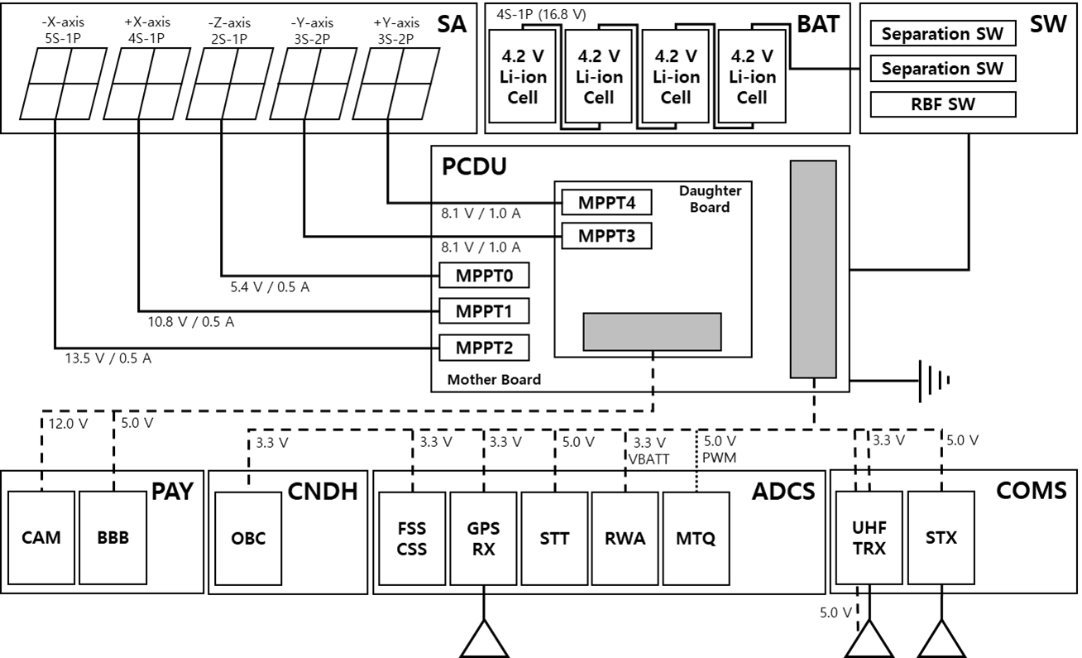 -X-axis
5S-1P
+X-axis
4S-1P
-Z-axis
2S-1P
-Y-axis
3S-2P
+Y-axis
3S-2P
SA
4S-1P (16.8 V)
BAT
4.2 V
Li-ion
Cell
4.2 V
Li-ion
Cell
4.2 V
Li-ion
Cell
4.2 V
Li-ion
Cell
SW
Separation SW
Separation SW
RBF SW
PCDU
Daughter
Board
MPPT4
8.1 V / 1.0 A
MPPT3
8.1 V / 1.0 A
MPPT0
5.4 V / 0.5 A
MPPT1
10.8 V / 0.5 A
MPPT2
13.5 V / 0.5 A
Mother Board
12.0 V
5.0 V
3.3 V
3.3 V
3.3 V
5.0 V
3.3 V
VBATT
5.0 V
PWM
3.3 V
5.0 V
PAY
CAM
BBB
CNDH
OBC
ADCS
FSS
CSS
GPS
RX
STT
RWA
MTQ
COMS
UHF
TRX
STX
5.0 V